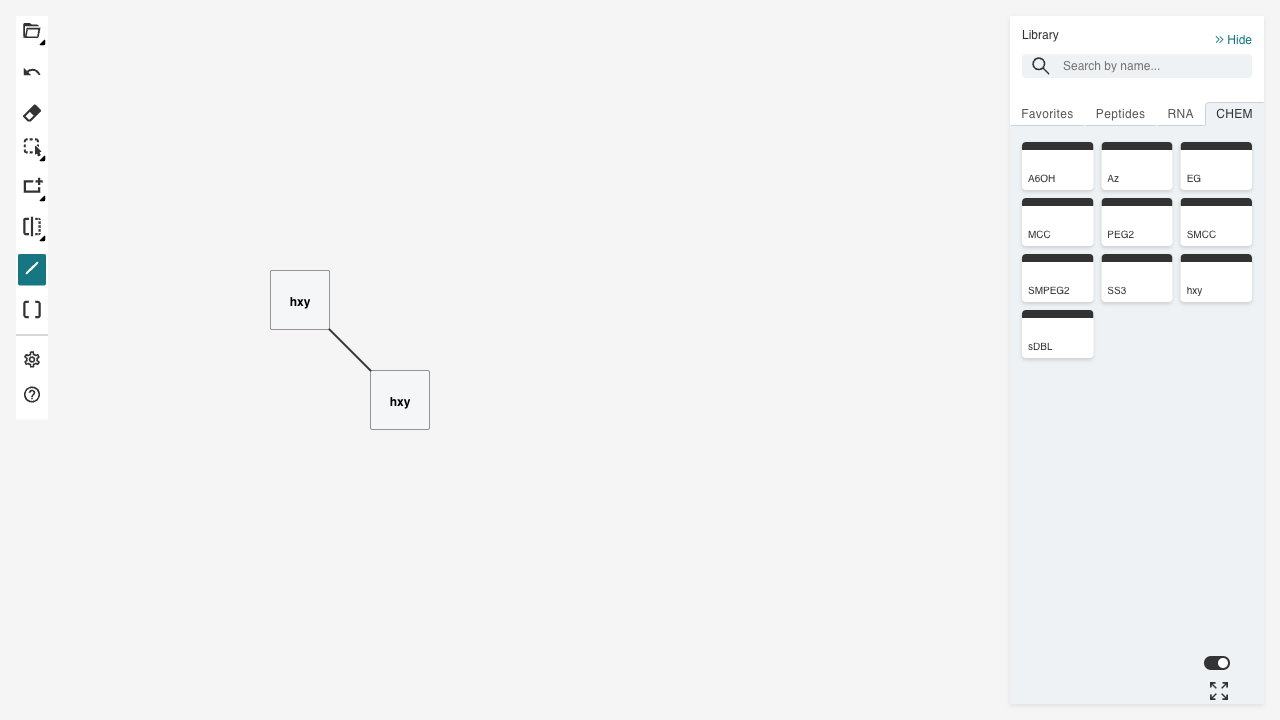 Library
Hide
Search by name...
Favorites
Peptides
RNA
CHEM
A6OH
Az
EG
MCC
PEG2
SMCC
SMPEG2
SS3
hxy
sDBL
hxy
hxy